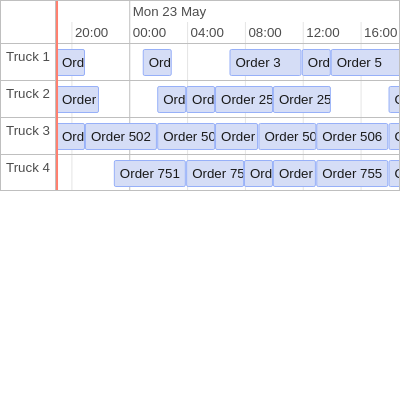 Mon 23 May
20:00 00:00 04:00 08:00 12:00 16:00
Truck 1 Ord Ord Order 3 Ord Order 5
Truck 2 Order Ord Ord Order 25 Order 25
Truck 3 Ord Order 502 Order 50 Order Order 50 Order 506
Truck 4 Order 751 Order 75 Ord Order Order 755